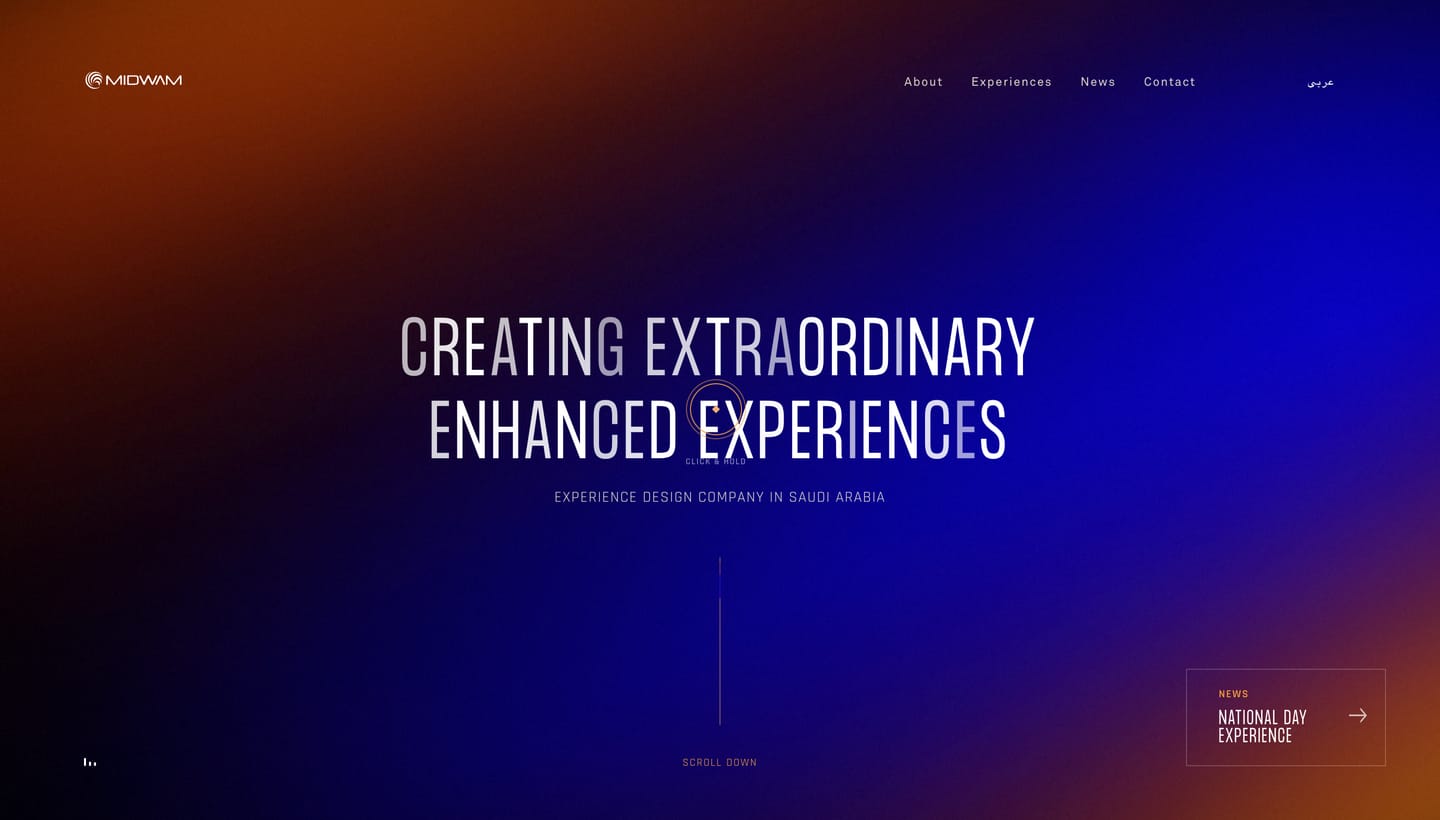 MIDWAM
About Experiences News Contact عربي
CREATING EXTRAORDINARY
ENHANCED EXPERIENCES
CLICK & HOLD
EXPERIENCE DESIGN COMPANY IN SAUDI ARABIA
NEWS
NATIONAL DAY
EXPERIENCE
SCROLL DOWN